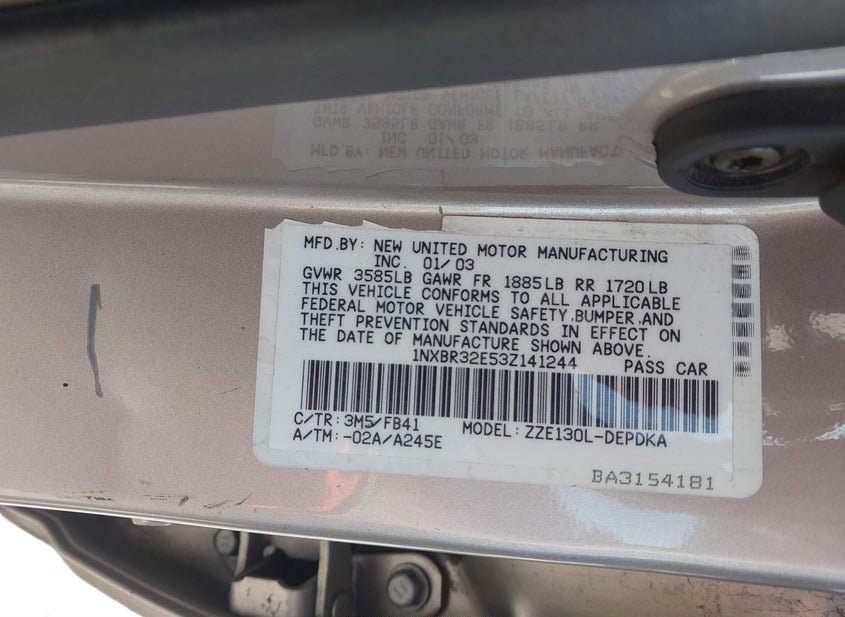 MFD.BY: NEW UNITED MOTOR MANUFACTURING
INC. 01/03
GVWR 3585LB GAWR FR 1885LB RR 1720LB
THIS VEHICLE CONFORMS TO ALL APPLICABLE
FEDERAL MOTOR VEHICLE SAFETY,BUMPER,AND
THEFT PREVENTION STANDARDS IN EFFECT ON
THE DATE OF MANUFACTURE SHOWN ABOVE.
1NXBR32E53Z141244 PASS CAR
C/TR:3M5/FB41 MODEL:ZZE130L-DEPDKA
A/TM:-02A/A245E
BA3154181